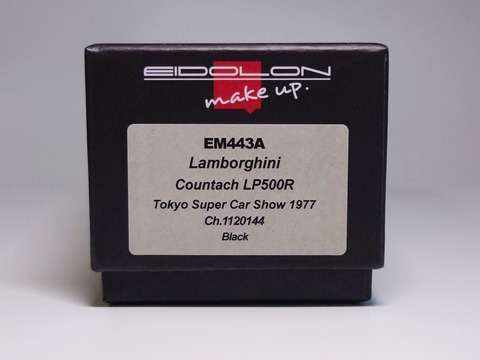 EIDOLON
make up.
EM443A
Lamborghini
Countach LP500R
Tokyo Super Car Show 1977
Ch.1120144
Black